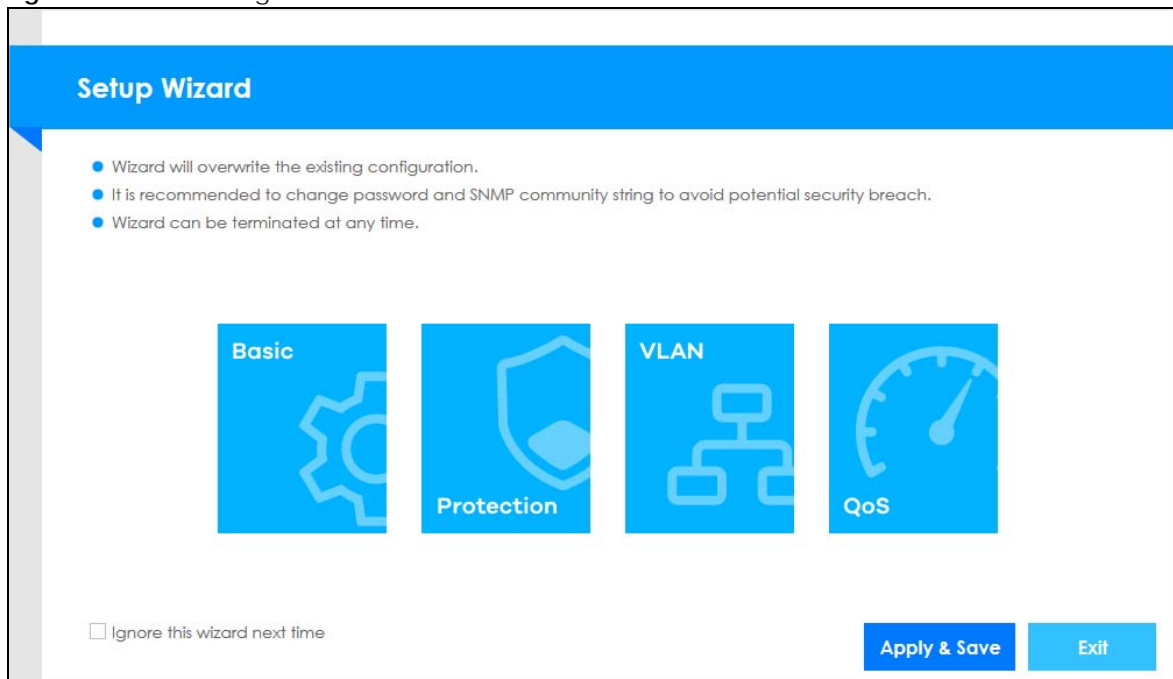 Setup Wizard
Wizard will overwrite the existing configuration.
It is recommended to change password and SNMP community string to avoid potential security breach.
Wizard can be terminated at any time.
Basic
Protection
VLAN
QoS
Ignore this wizard next time
Apply & Save
Exit